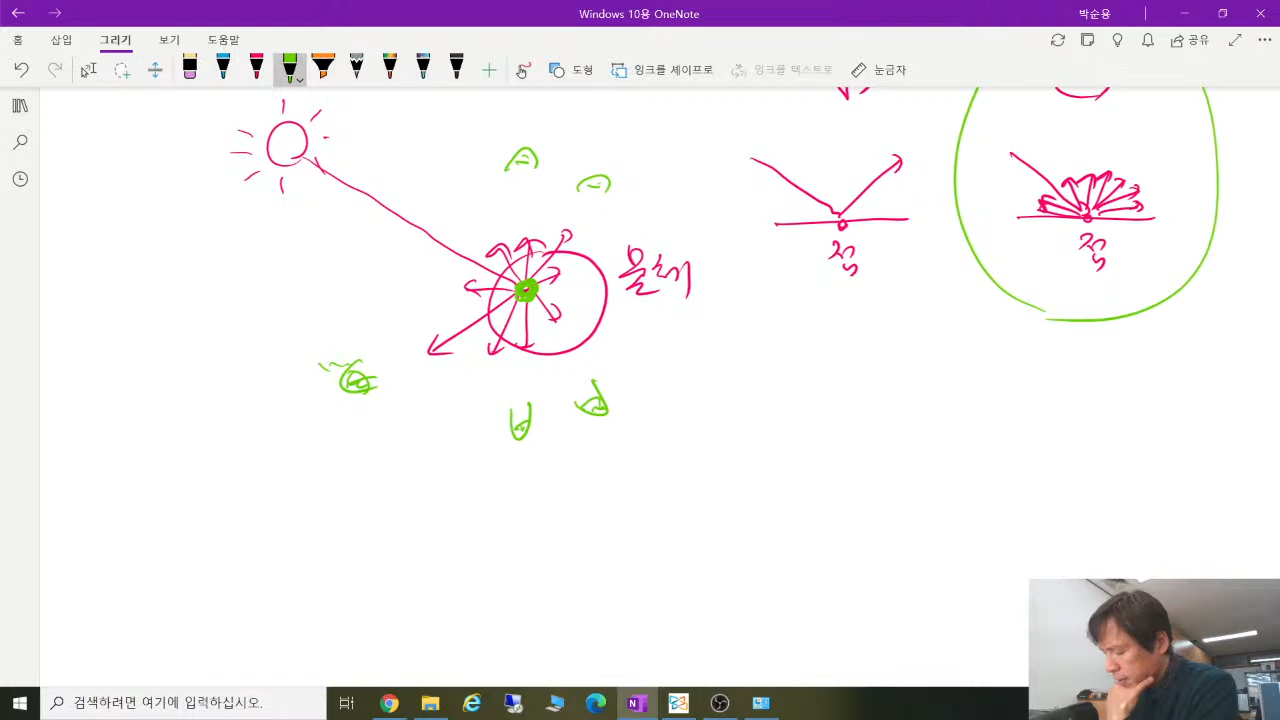 Windows 10용 OneNote
박순용
홈 삽입 그리기 보기 도움말
공유
도형 잉크를 셰이프로 잉크를 텍스트로 눈금자
물체
점
점
검색하려면 여기에 입력하십시오.